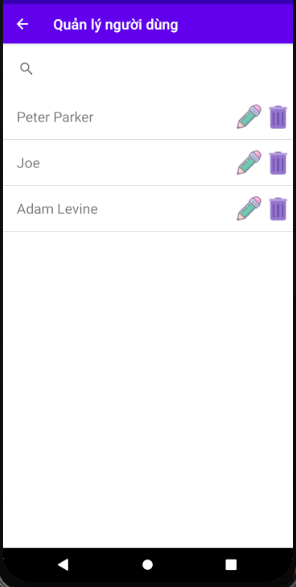 Quản lý người dùng
Peter Parker
Joe
Adam Levine